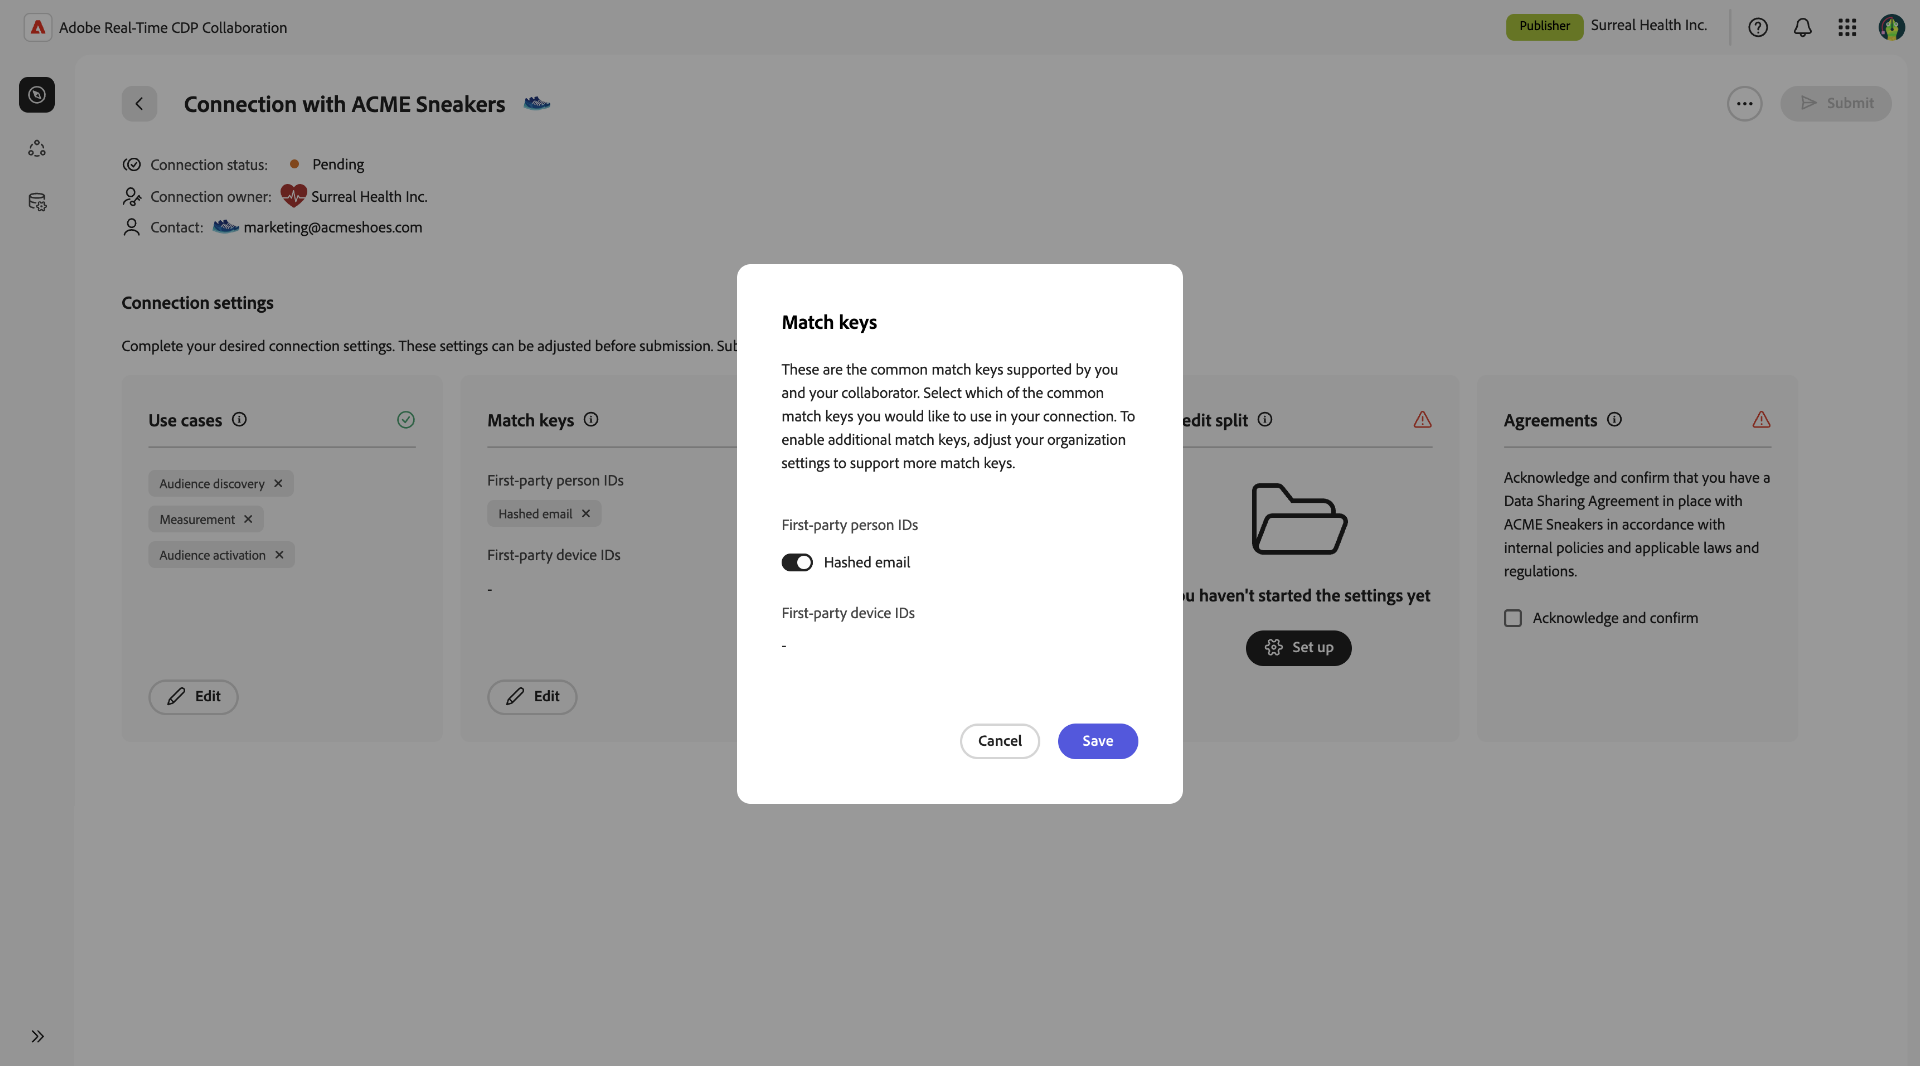 Adobe Real-Time CDP Collaboration
Publisher
Surreal Health Inc.
Connection with ACME Sneakers
Submit
Connection status:
Pending
Connection owner:
Surreal Health Inc.
Contact:
marketing@acmeshoes.com
Connection settings
Complete your desired connection settings. These settings can be adjusted before submission.
Use cases
Audience discovery
Measurement
Audience activation
Edit
Match keys
First-party person IDs
Hashed email
First-party device IDs
-
Edit
Match keys
These are the common match keys supported by you
and your collaborator. Select which of the common
match keys you would like to use in your connection. To
enable additional match keys, adjust your organization
settings to support more match keys.
First-party person IDs
Hashed email
First-party device IDs
-
Cancel
Save
split
haven't started the settings yet
Set up
Agreements
Acknowledge and confirm that you have a
Data Sharing Agreement in place with
ACME Sneakers in accordance with
internal policies and applicable laws and
regulations.
Acknowledge and confirm